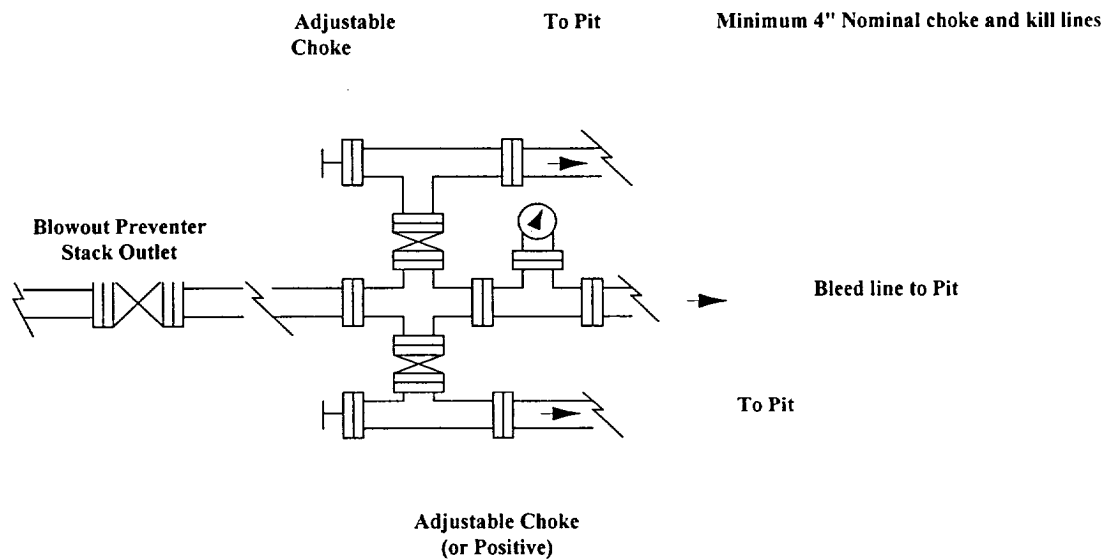 Adjustable
Choke
To Pit
Minimum 4" Nominal choke and kill lines
Blowout Preventer
Stack Outlet
Bleed line to Pit
To Pit
Adjustable Choke
(or Positive)